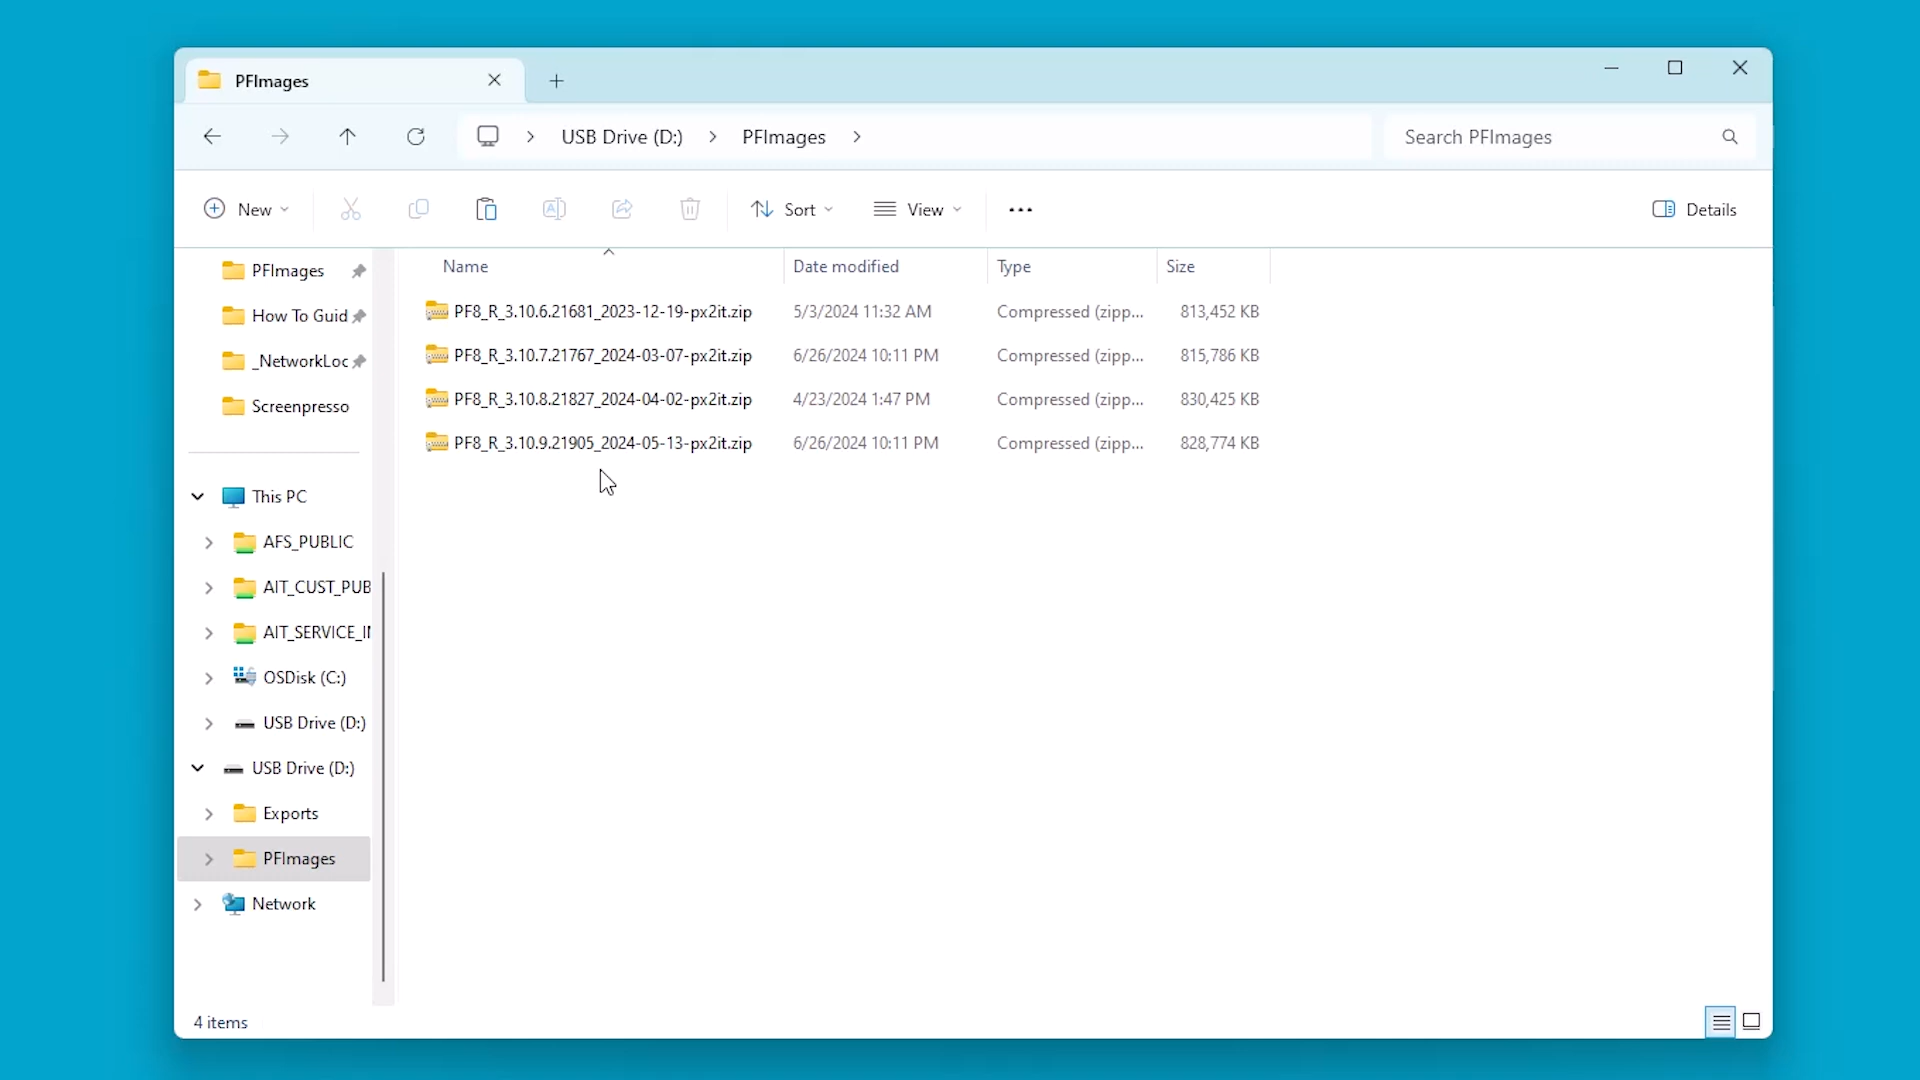 PFImages
USB Drive (D:) PFImages
Search PFImages
New
Sort
View
Details
PFImages
How To Guid
_NetworkLoc
Screenpresso
This PC
AFS_PUBLIC
AIT_CUST_PUB
AIT_SERVICE_I
OSDisk (C:)
USB Drive (D:)
USB Drive (D:)
Exports
PFImages
Network
Name Date modified Type Size
PF8_R_3.10.6.21681_2023-12-19-px2it.zip 5/3/2024 11:32 AM Compressed (zipp... 813,452 KB
PF8_R_3.10.7.21767_2024-03-07-px2it.zip 6/26/2024 10:11 PM Compressed (zipp... 815,786 KB
PF8_R_3.10.8.21827_2024-04-02-px2it.zip 4/23/2024 1:47 PM Compressed (zipp... 830,425 KB
PF8_R_3.10.9.21905_2024-05-13-px2it.zip 6/26/2024 10:11 PM Compressed (zipp... 828,774 KB
4 items